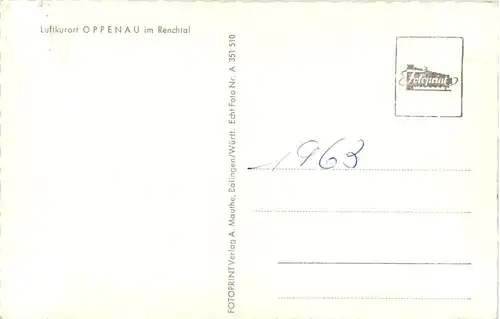 Luftkurort OPPENAU im Renchtal
FOTOPRINT Verlag A. Mauthe, Balingen/Württ. Echt Foto Nr. A 351 510
Fotoprint
1963